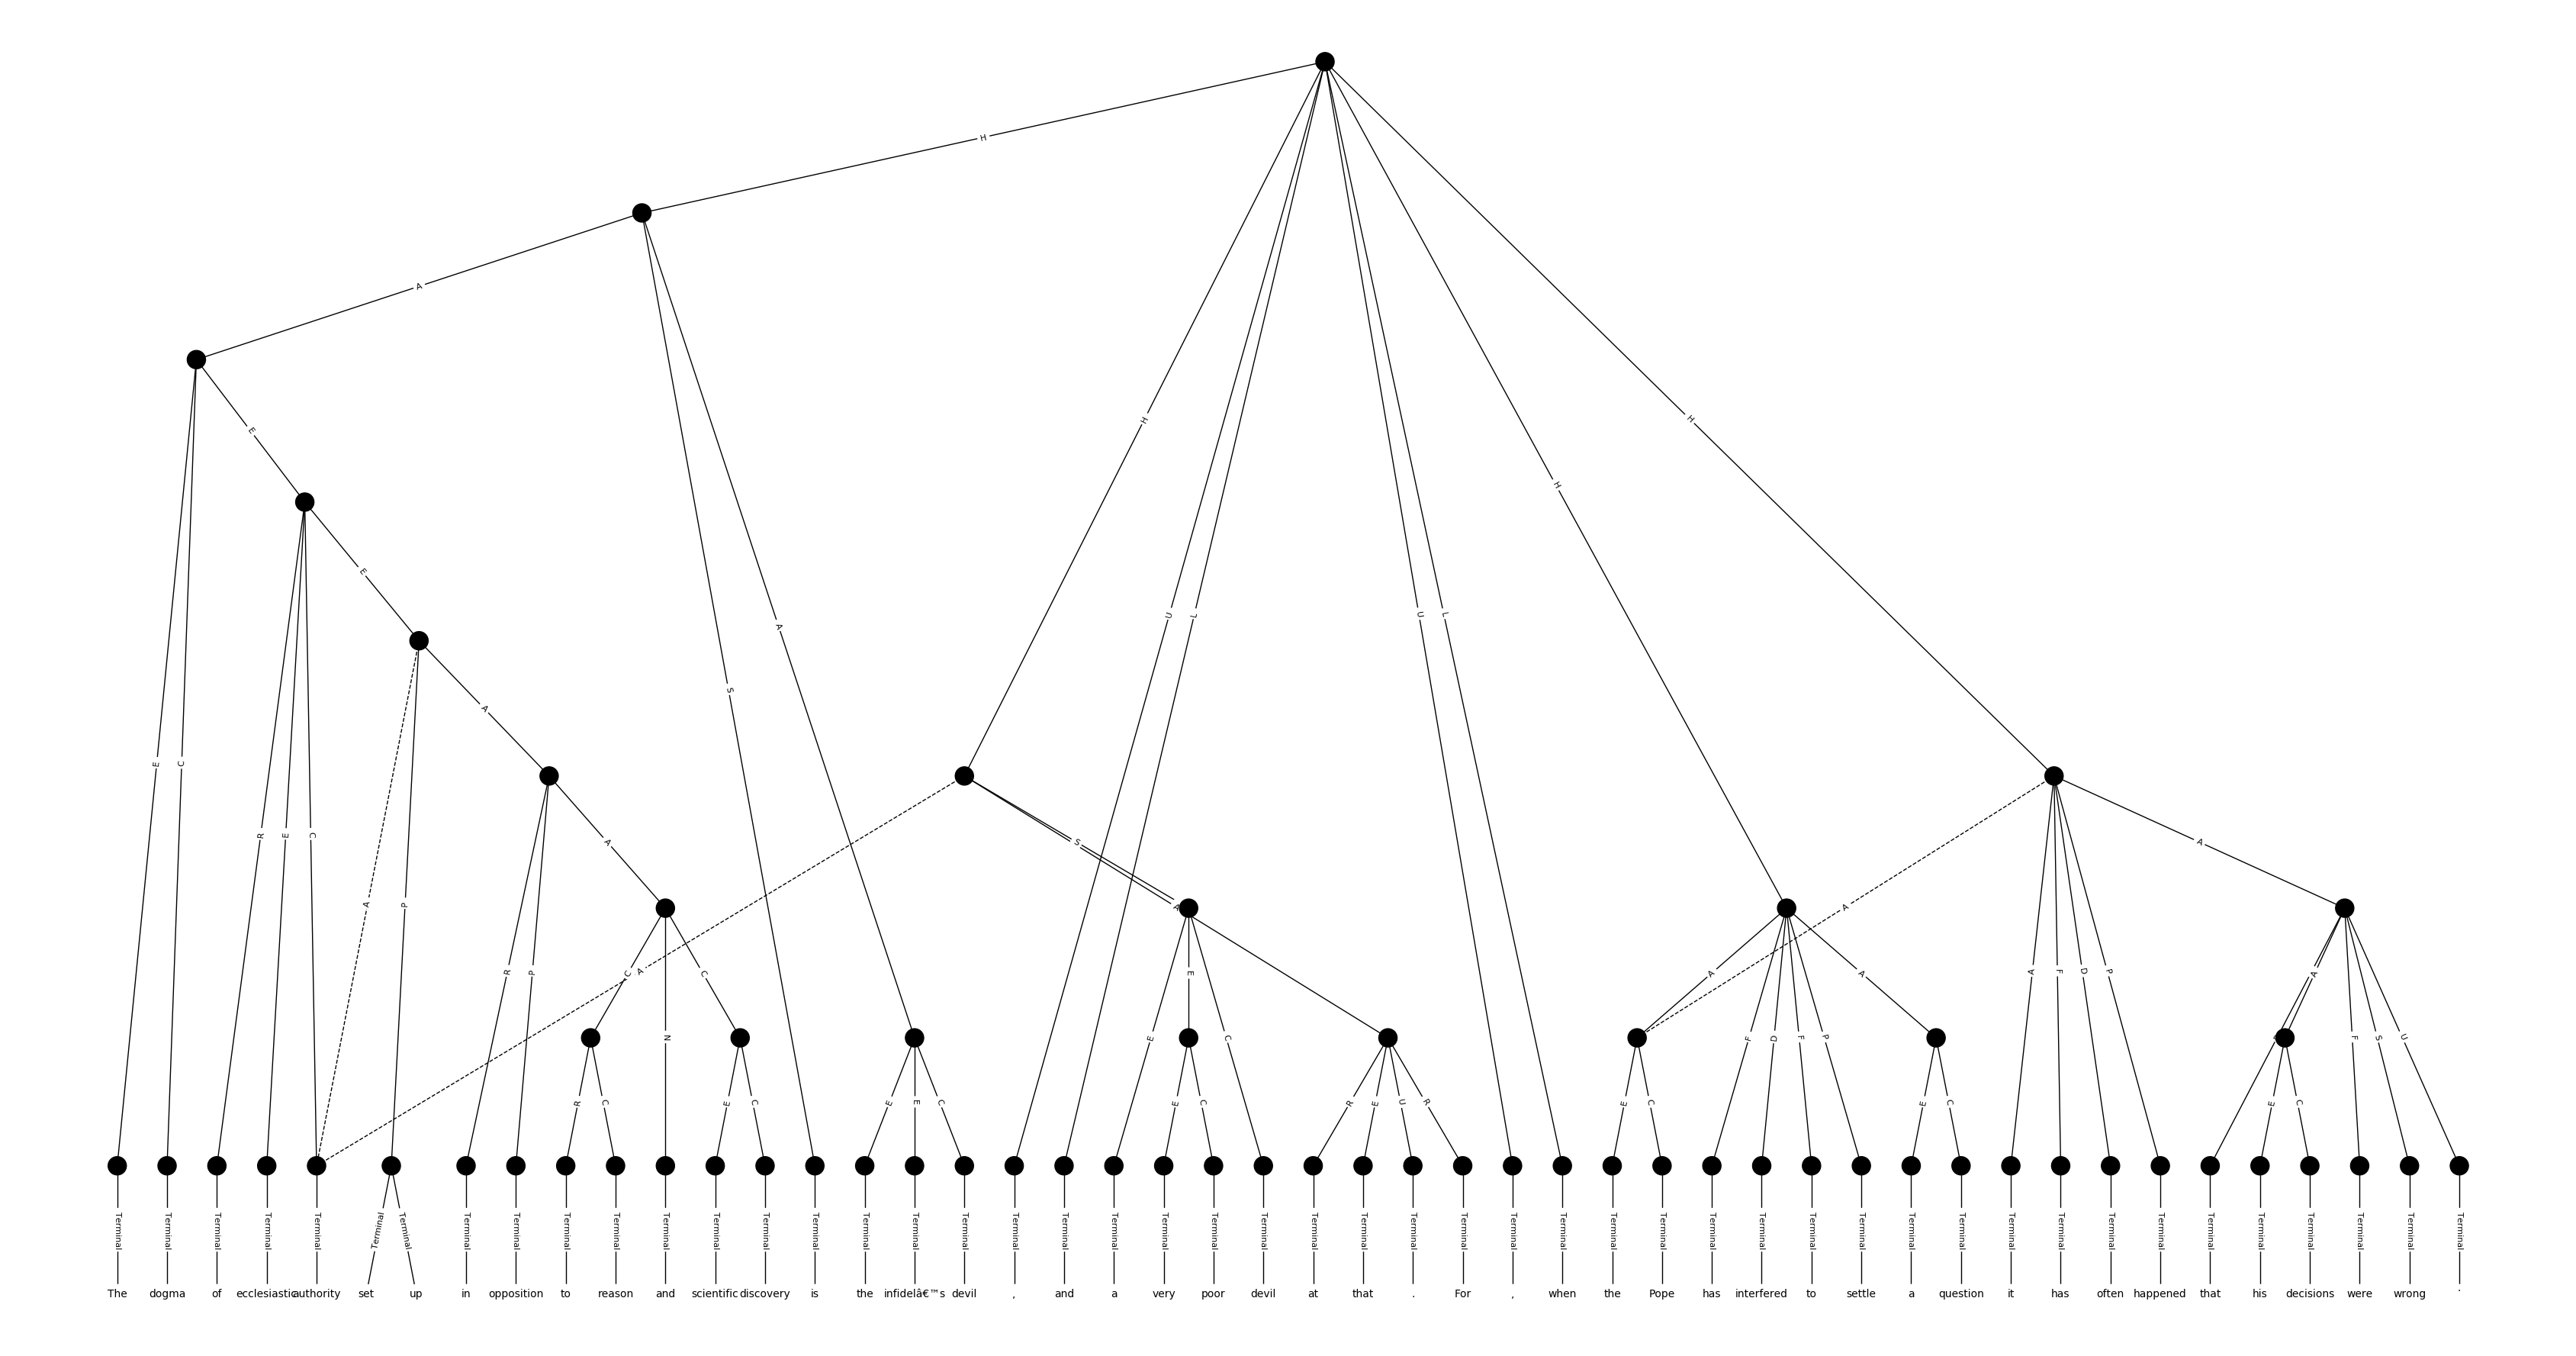 H
A
E
E
H
H
H
E
C
U
L
U
L
S
A
A
R
E
C
A
P
A
S
A
A
A
A
R
P
C
A
N
C
E
A
A
A
F
D
P
A
E
C
F
D
F
P
F
S
U
R
C
E
C
E
E
C
E
C
R
E
U
R
E
C
E
C
E
C
Terminal Terminal Terminal Terminal Terminal Terminal Terminal Terminal Terminal Terminal Terminal Terminal Terminal Terminal Terminal Terminal Terminal Terminal Terminal Terminal Terminal Terminal Terminal Terminal Terminal Terminal Terminal Terminal Terminal Terminal Terminal Terminal Terminal Terminal Terminal Terminal Terminal Terminal Terminal Terminal Terminal Terminal Terminal Terminal Terminal Terminal Terminal Terminal
The dogma of ecclesiastic authority set up in opposition to reason and scientific discovery is the infidelâ€™s devil , and a very poor devil at that . For , when the Pope has interfered to settle a question it has often happened that his decisions were wrong .